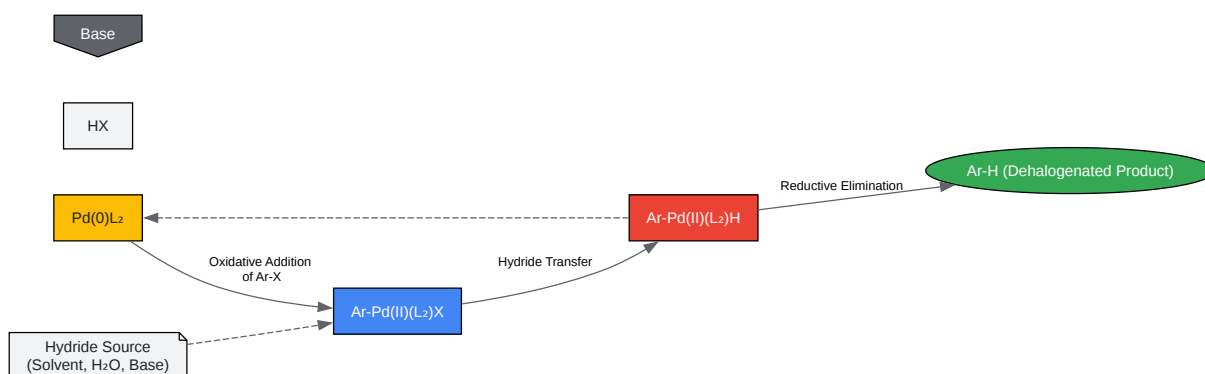 Base
HX
Pd(0)L₂
Oxidative Addition
of Ar-X
Hydride Source
(Solvent, H₂O, Base)
Ar-Pd(II)(L₂)X
Hydride Transfer
Ar-Pd(II)(L₂)H
Reductive Elimination
Ar-H (Dehalogenated Product)